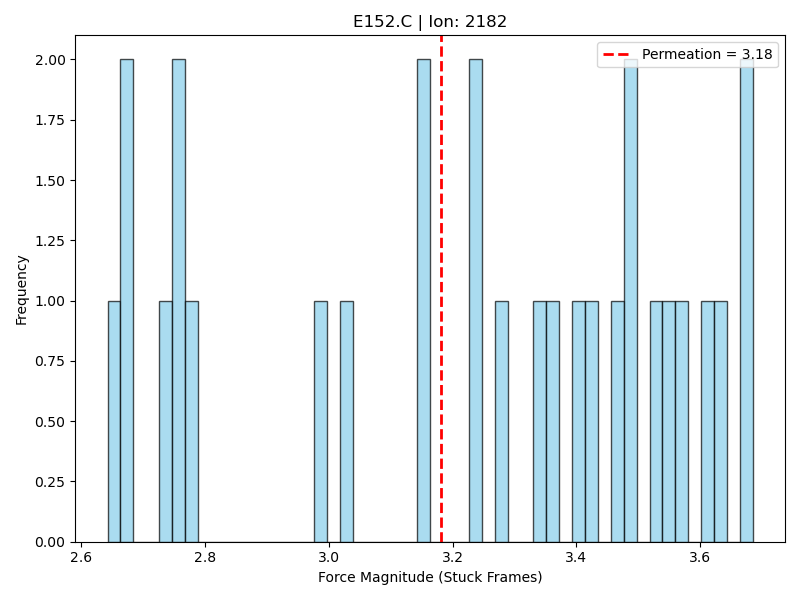 E152.C | Ion: 2182
Permeation = 3.18
2.00
1.75
1.50
1.25
1.00
0.75
0.50
0.25
0.00
Frequency
2.6 2.8 3.0 3.2 3.4 3.6
Force Magnitude (Stuck Frames)